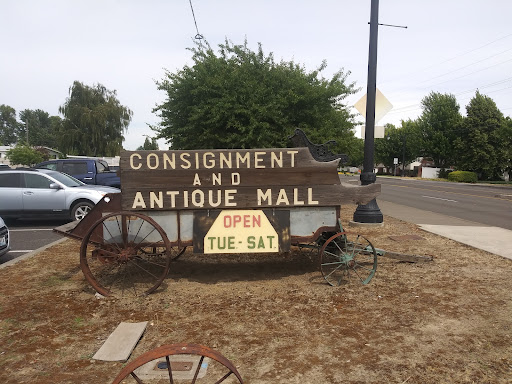 CONSIGNMENT
AND
ANTIQUE MALL
OPEN
TUE-SAT.